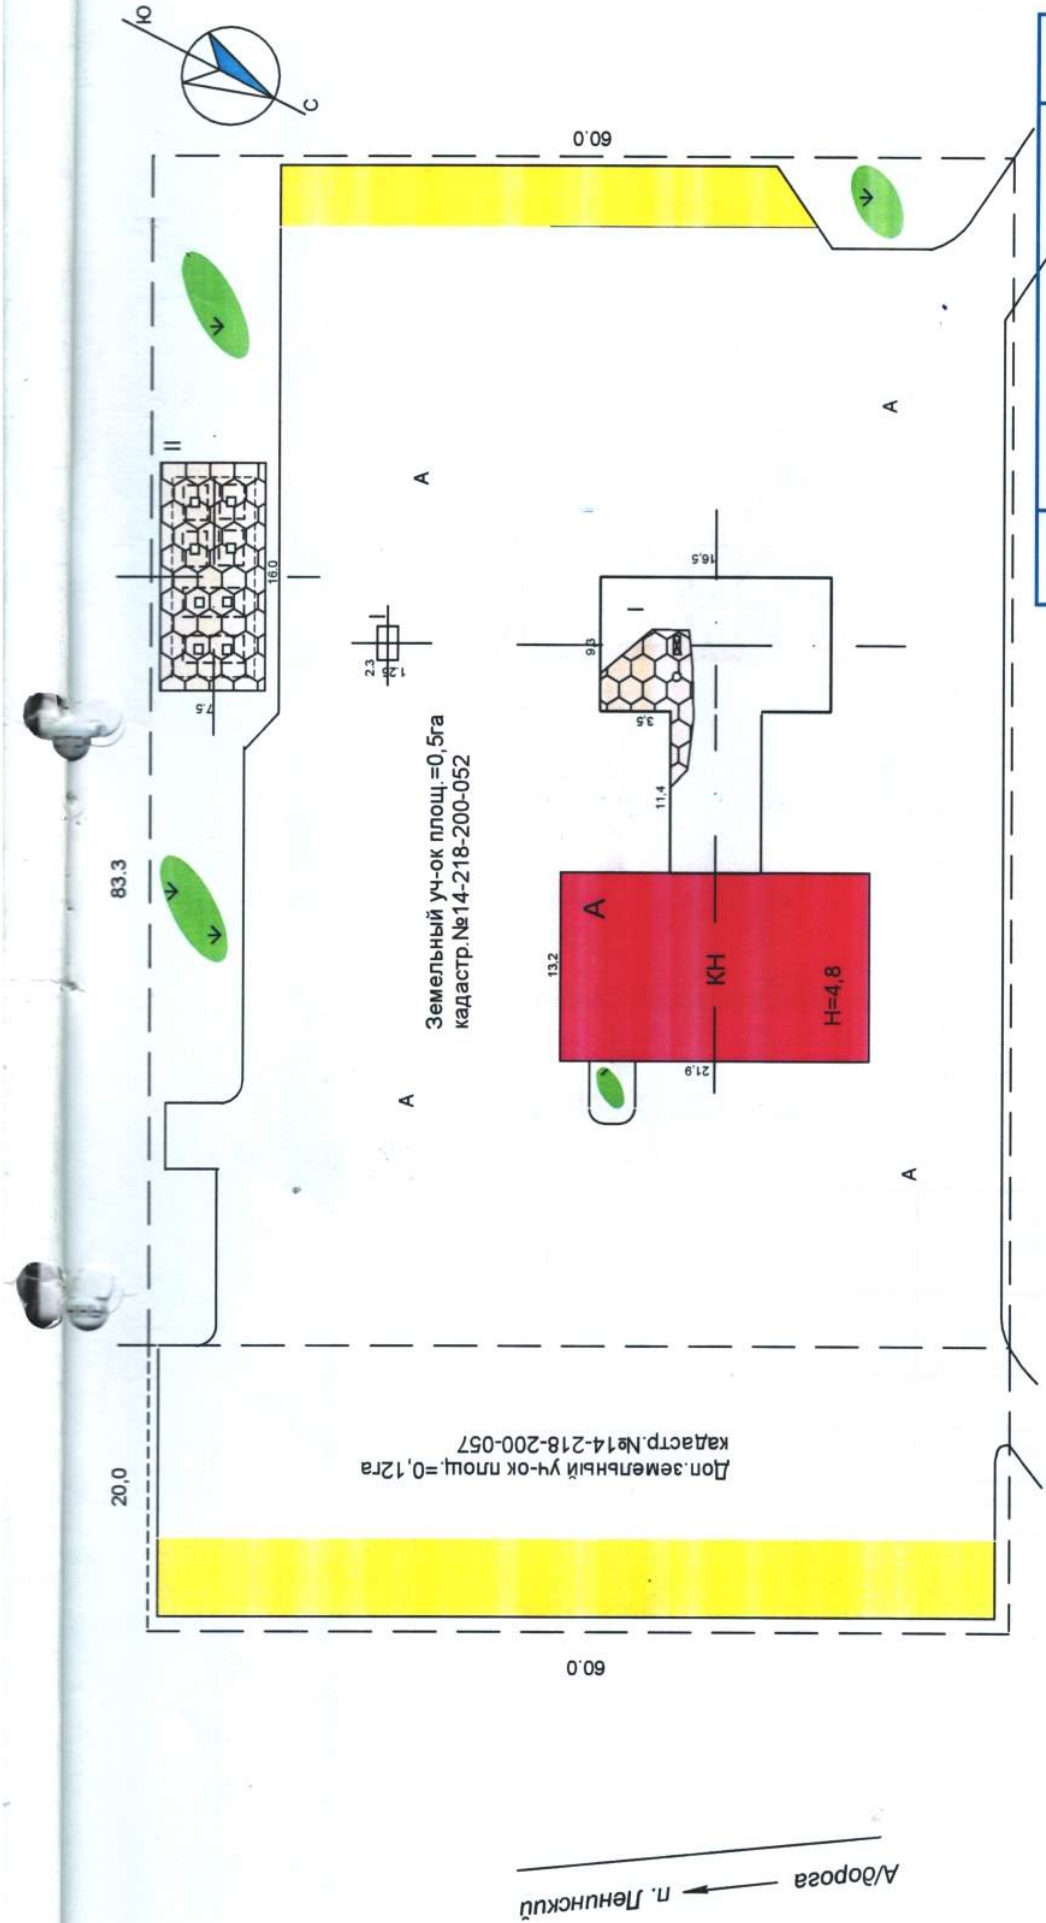 Ю
С
60.0
II
16.0
7.5
83.3
А
А
I
2.3
1.25
Земельный уч-ок площ.=0,5га
кадастр.№14-218-200-052
16,5
I
9,3
3,5
11,4
13,2
А
КН
Н=4,8
21,9
А
А
20,0
Доп.земельный уч-ок площ.=0,12га
кадастр.№14-218-200-057
60.0
А/дорога
п. Ленинский